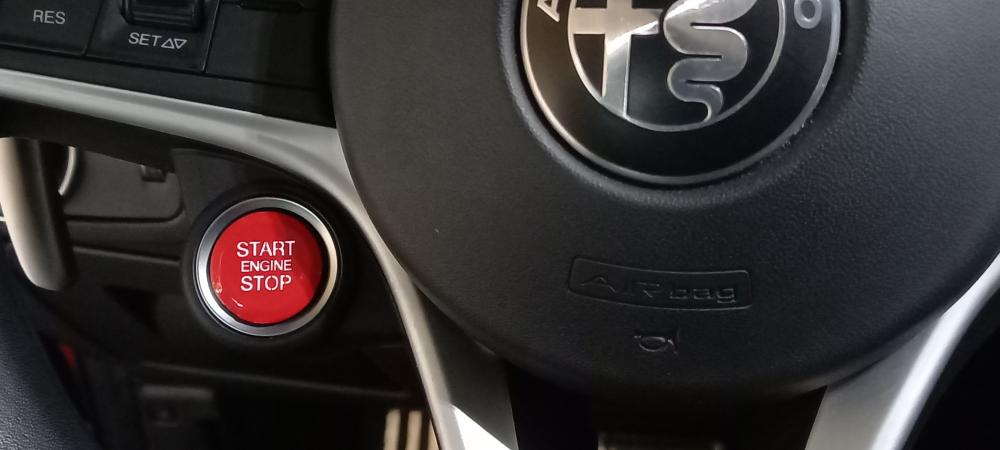 RES
SET
START
ENGINE
STOP
AIRbag